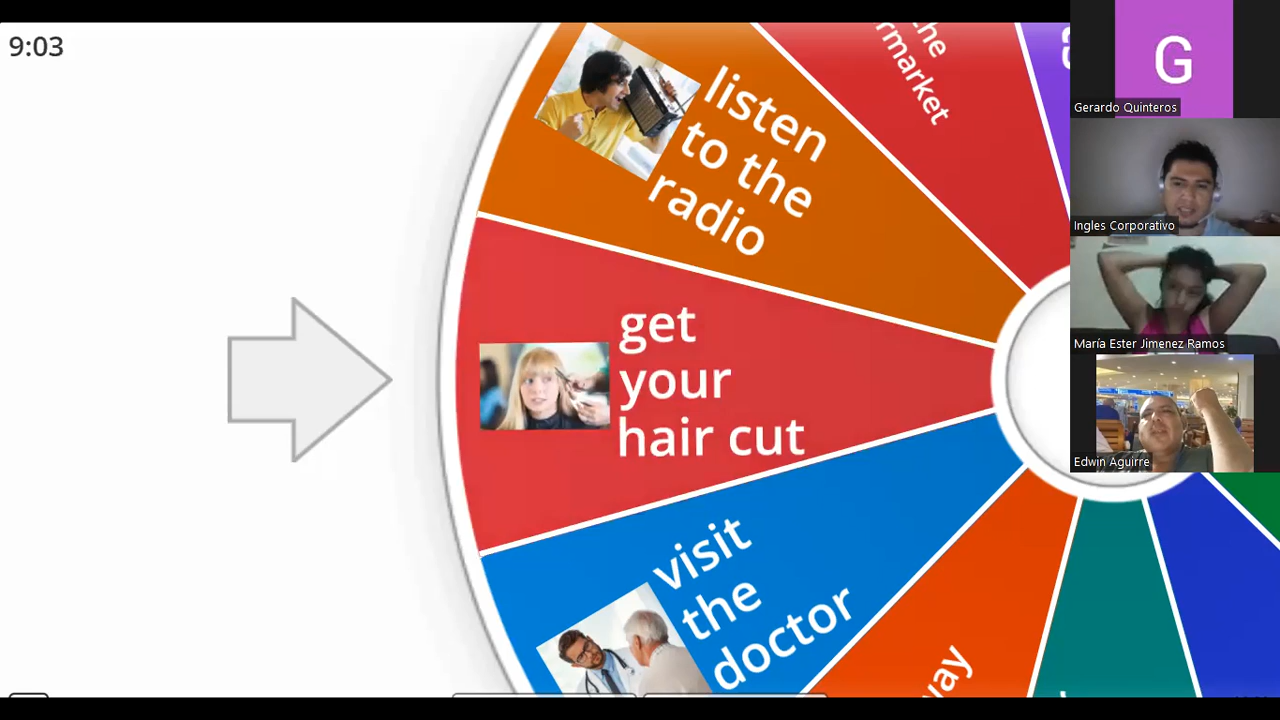 9:03
listen
to the
radio
the
get
your
hair cut
visit
the
doctor
G
Gerardo Quinteros
Ingles Corporativo
María Ester Jimenez Ramos
Edwin Aguirre